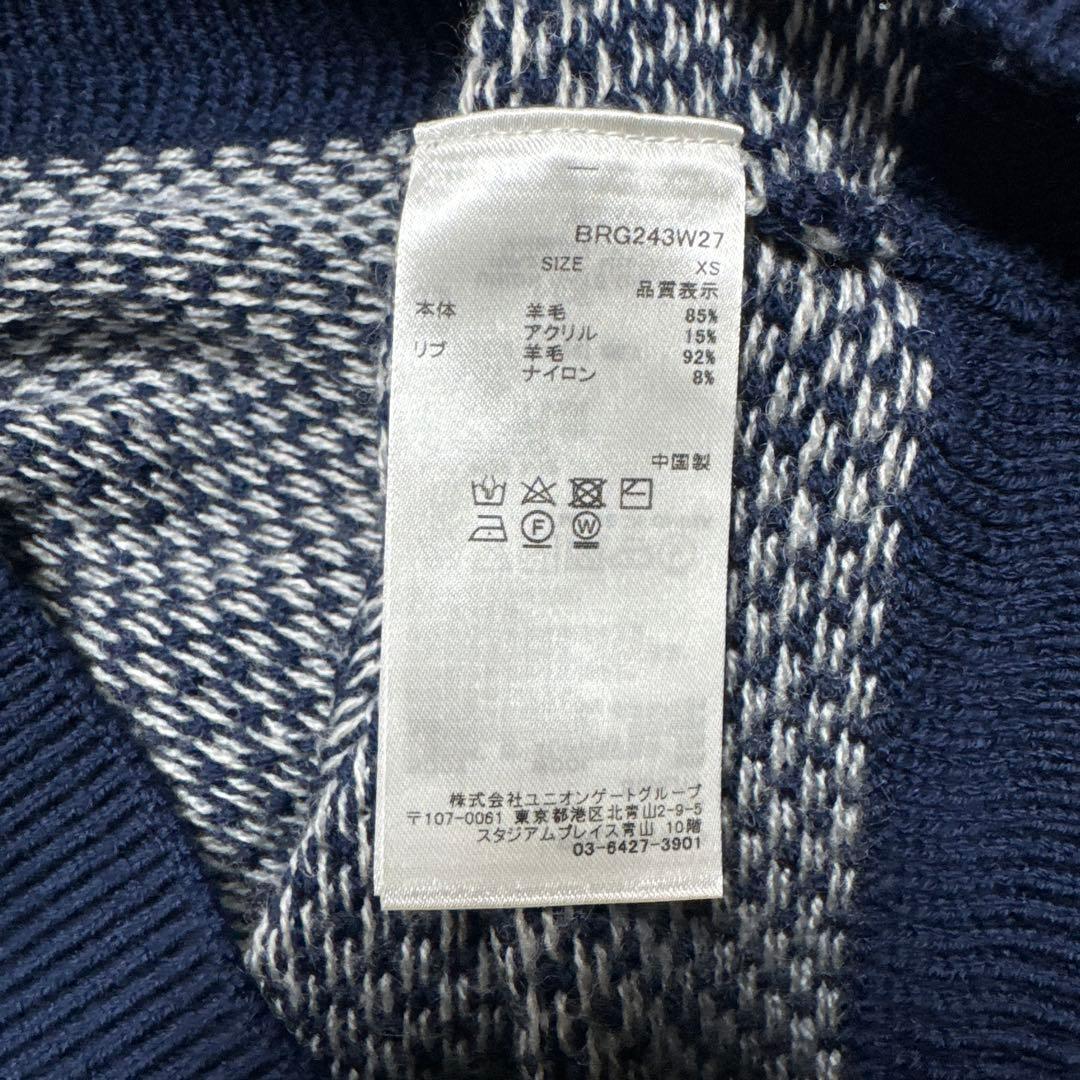 BRG243W27
SIZE XS
品質表示
本体 羊毛 85%
アクリル 15%
リブ 羊毛 92%
ナイロン 8%
中国製
F W
株式会社ユニオンゲートグループ
〒107-0061 東京都港区北青山2-9-5
スタジアムプレイス青山 10階
03-6427-3901